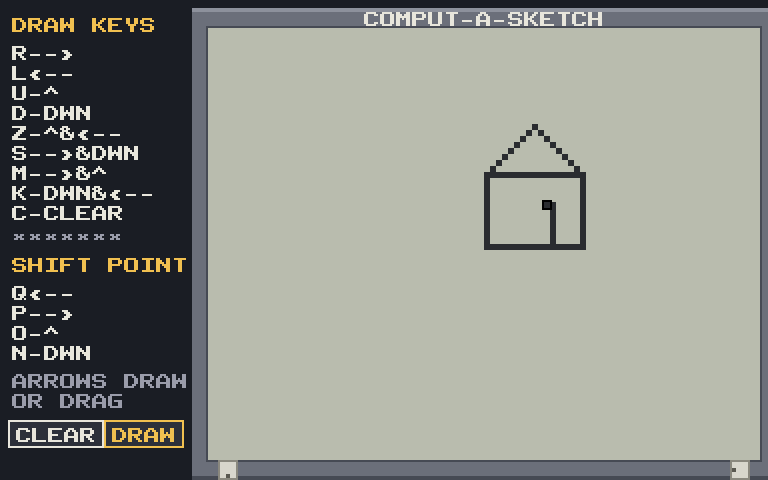 COMPUT-A-SKETCH
DRAW KEYS
R-->
L<--
U-^
D-DWN
Z-^&<--
S-->&DWN
M-->&^
K-DWN&<--
C-CLEAR
*******
SHIFT POINT
Q<--
P-->
O-^
N-DWN
ARROWS DRAW
OR DRAG
CLEAR DRAW